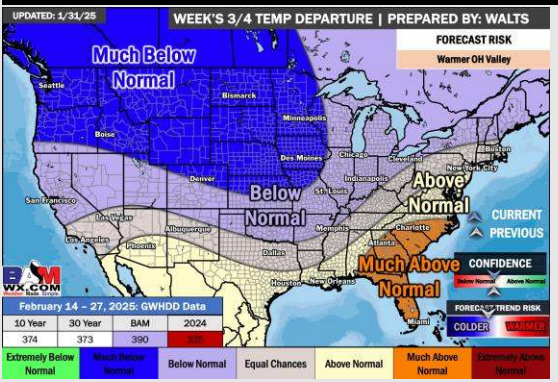 UPDATED: 1/31/25
WEEK'S 3/4 TEMP DEPARTURE | PREPARED BY: WALTS
FORECAST RISK
Warmer OH Valley
Much Below
Normal
Seattle
Bismarck
Minneapolis
Boise
Boston
Chicago
Cleveland
Des Moines
New York City
Denver
Indianapolis
Above
Normal
Below
Normal
St. Louis
San Francisco
CURRENT
PREVIOUS
Las Vegas
Albuquerque
Memphis
Charlotte
Los Angeles
Phoenix
Dallas
Atlanta
Much Above
Normal
CONFIDENCE
Below Normal
Above Normal
Houston
New Orleans
BAM
WX.COM
Weather Made Simple
February 14 – 27, 2025: GWHDD Data
10 Year 30 Year BAM 2024
374 373 390 335
Miami
FORECAST TREND RISK
COLDER WARMER
Extremely Below Normal
Much Below Normal
Below Normal
Equal Chances
Above Normal
Much Above Normal
Extremely Above Normal